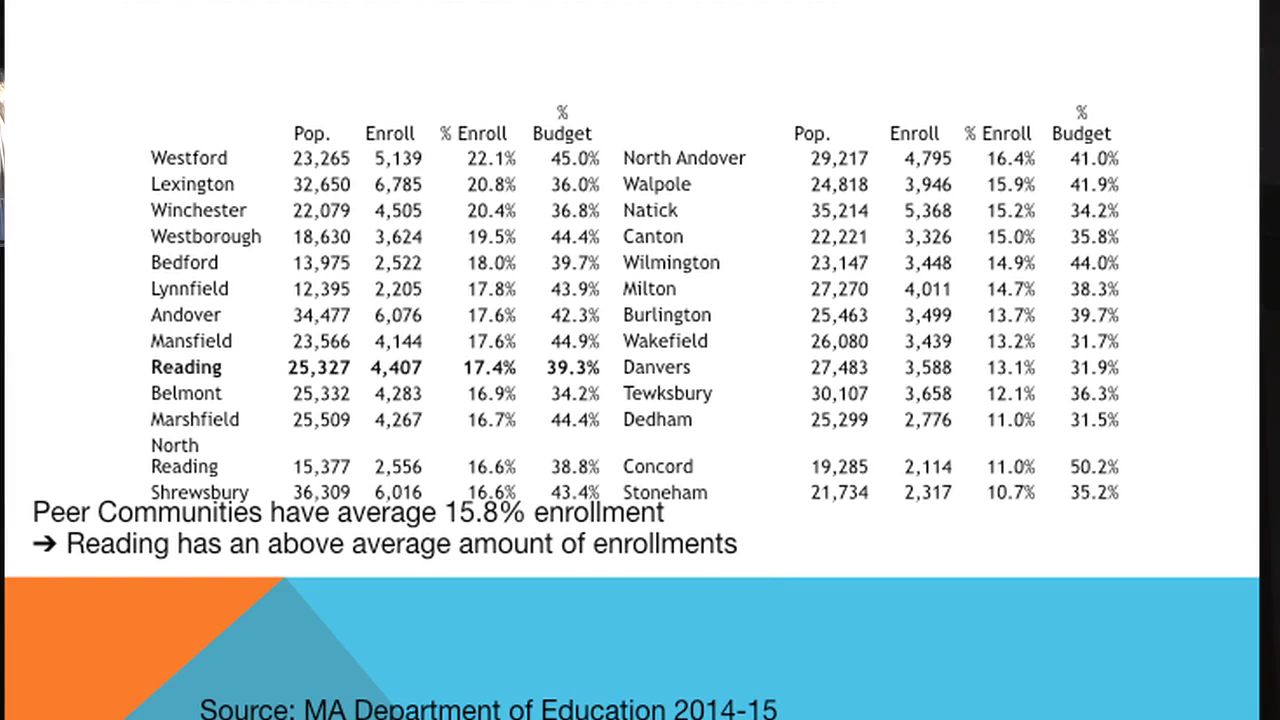 % %
Pop. Enroll % Enroll Budget Pop. Enroll % Enroll Budget
Westford 23,265 5,139 22.1% 45.0% North Andover 29,217 4,795 16.4% 41.0%
Lexington 32,650 6,785 20.8% 36.0% Walpole 24,818 3,946 15.9% 41.9%
Winchester 22,079 4,505 20.4% 36.8% Natick 35,214 5,368 15.2% 34.2%
Westborough 18,630 3,624 19.5% 44.4% Canton 22,221 3,326 15.0% 35.8%
Bedford 13,975 2,522 18.0% 39.7% Wilmington 23,147 3,448 14.9% 44.0%
Lynnfield 12,395 2,205 17.8% 43.9% Milton 27,270 4,011 14.7% 38.3%
Andover 34,477 6,076 17.6% 42.3% Burlington 25,463 3,499 13.7% 39.7%
Mansfield 23,566 4,144 17.6% 44.9% Wakefield 26,080 3,439 13.2% 31.7%
Reading 25,327 4,407 17.4% 39.3% Danvers 27,483 3,588 13.1% 31.9%
Belmont 25,332 4,283 16.9% 34.2% Tewksbury 30,107 3,658 12.1% 36.3%
Marshfield 25,509 4,267 16.7% 44.4% Dedham 25,299 2,776 11.0% 31.5%
North
Reading 15,377 2,556 16.6% 38.8% Concord 19,285 2,114 11.0% 50.2%
Shrewsbury 36,309 6,016 16.6% 43.4% Stoneham 21,734 2,317 10.7% 35.2%
Peer Communities have average 15.8% enrollment
➔ Reading has an above average amount of enrollments
Source: MA Department of Education 2014-15